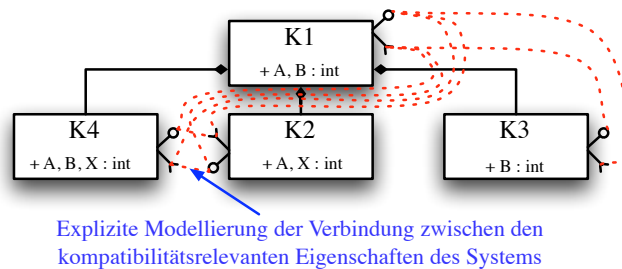 K1
+ A, B : int
K4
+ A, B, X : int
K2
+ A, X : int
K3
+ B : int
Explizite Modellierung der Verbindung zwischen den
kompatibilitätsrelevanten Eigenschaften des Systems